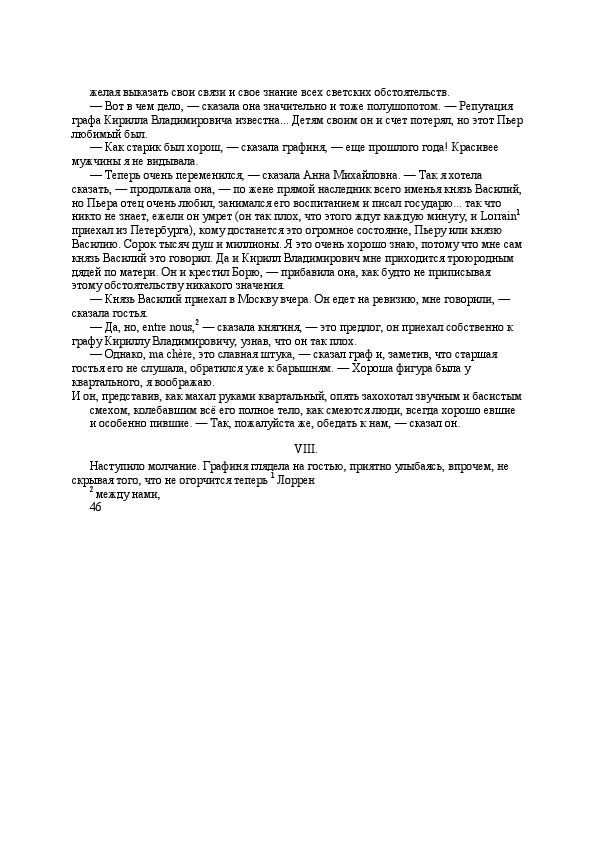 желая выказать свои связи и свое знание всех светских обстоятельств.
— Вот в чем дело, — сказала она значительно и тоже полушопотом. — Репутация
графа Кирилла Владимировича известна... Детям своим он и счет потерял, но этот Пьер
любимый был.
— Как старик был хорош, — сказала графиня, — еще прошлого года! Красивее
мужчины я не видывала.
— Теперь очень переменился, — сказала Анна Михайловна. — Так я хотела
сказать, — продолжала она, — по жене прямой наследник всего именья князь Василий,
но Пьера отец очень любил, занимался его воспитанием и писал государю... так что
никто не знает, ежели он умрет (он так плох, что этого ждут каждую минуту, и Lorrain¹
приехал из Петербурга), кому достанется это огромное состояние, Пьеру или князю
Василию. Сорок тысяч душ и миллионы. Я это очень хорошо знаю, потому что мне сам
князь Василий это говорил. Да и Кирилл Владимирович мне приходится троюродным
дядей по матери. Он и крестил Борю, — прибавила она, как будто не приписывая
этому обстоятельству никакого значения.
— Князь Василий приехал в Москву вчера. Он едет на ревизию, мне говорили, —
сказала гостья.
— Да, но, entre nous,² — сказала княгиня, — это предлог, он приехал собственно к
графу Кириллу Владимировичу, узнав, что он так плох.
— Однако, ma chère, это славная штука, — сказал граф и, заметив, что старшая
гостья его не слушала, обратился уже к барышням. — Хороша фигура была у
квартального, я воображаю.
И он, представив, как махал руками квартальный, опять захохотал звучным и басистым
смехом, колебавшим всё его полное тело, как смеются люди, всегда хорошо евшие
и особенно пившие. — Так, пожалуйста же, обедать к нам, — сказал он.
VIII.
Наступило молчание. Графиня глядела на гостью, приятно улыбаясь, впрочем, не
скрывая того, что не огорчится теперь ¹ Лоррен
² между нами,
46